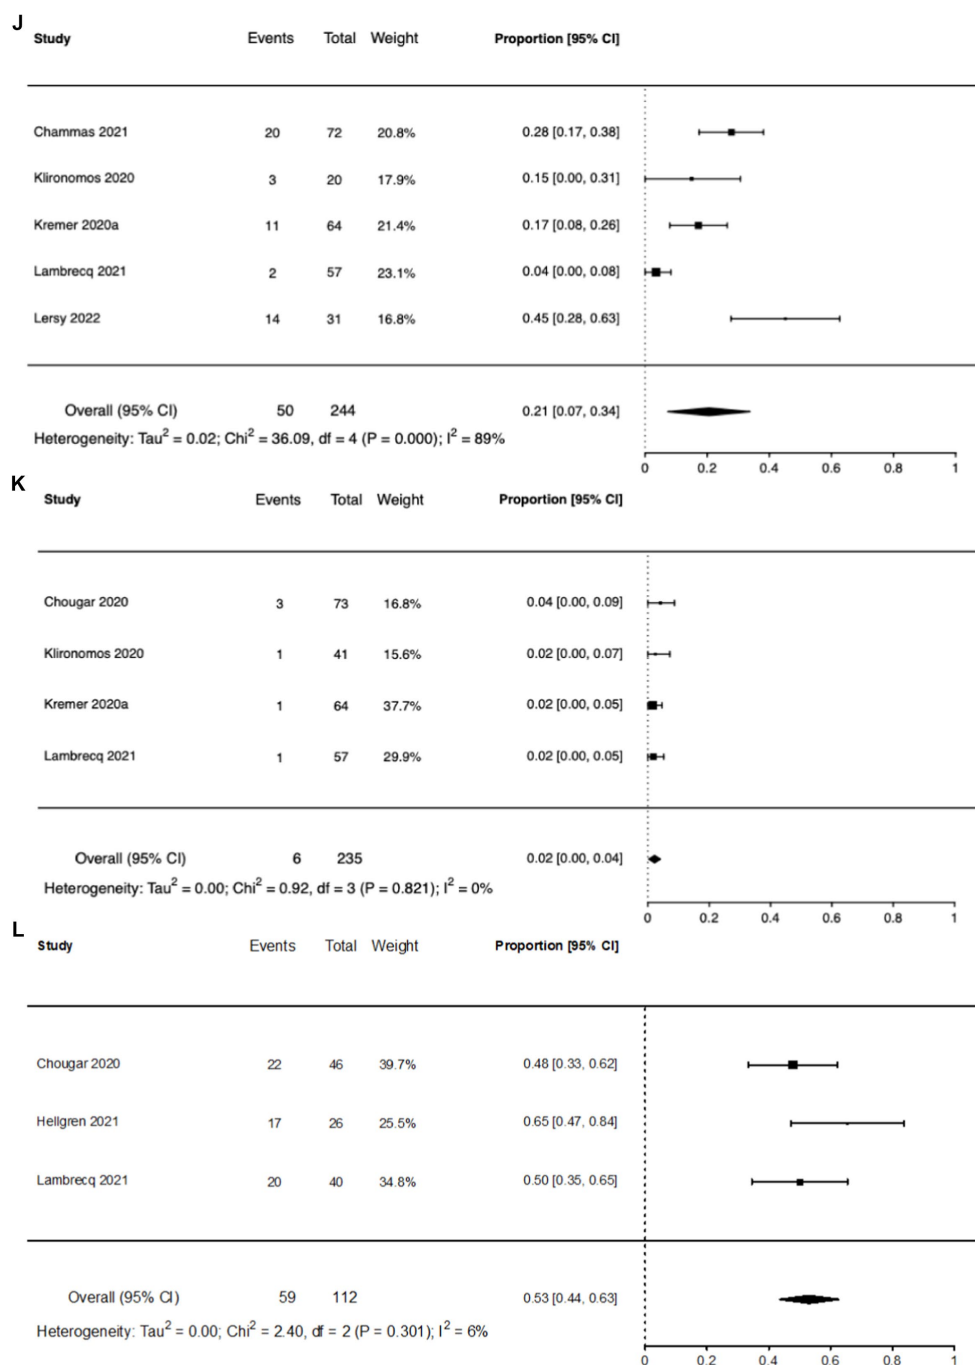 J
Study Events Total Weight Proportion [95% CI]
Chammas 2021 20 72 20.8% 0.28 [0.17, 0.38]
Klironomos 2020 3 20 17.9% 0.15 [0.00, 0.31]
Kremer 2020a 11 64 21.4% 0.17 [0.08, 0.26]
Lambrecq 2021 2 57 23.1% 0.04 [0.00, 0.08]
Lersy 2022 14 31 16.8% 0.45 [0.28, 0.63]
Overall (95% CI) 50 244 0.21 [0.07, 0.34]
Heterogeneity: Tau² = 0.02; Chi² = 36.09, df = 4 (P = 0.000); I² = 89%
0 0.2 0.4 0.6 0.8 1
K
Study Events Total Weight Proportion [95% CI]
Chougar 2020 3 73 16.8% 0.04 [0.00, 0.09]
Klironomos 2020 1 41 15.6% 0.02 [0.00, 0.07]
Kremer 2020a 1 64 37.7% 0.02 [0.00, 0.05]
Lambrecq 2021 1 57 29.9% 0.02 [0.00, 0.05]
Overall (95% CI) 6 235 0.02 [0.00, 0.04]
Heterogeneity: Tau² = 0.00; Chi² = 0.92, df = 3 (P = 0.821); I² = 0%
0 0.2 0.4 0.6 0.8 1
L
Study Events Total Weight Proportion [95% CI]
Chougar 2020 22 46 39.7% 0.48 [0.33, 0.62]
Hellgren 2021 17 26 25.5% 0.65 [0.47, 0.84]
Lambrecq 2021 20 40 34.8% 0.50 [0.35, 0.65]
Overall (95% CI) 59 112 0.53 [0.44, 0.63]
Heterogeneity: Tau² = 0.00; Chi² = 2.40, df = 2 (P = 0.301); I² = 6%
0 0.2 0.4 0.6 0.8 1